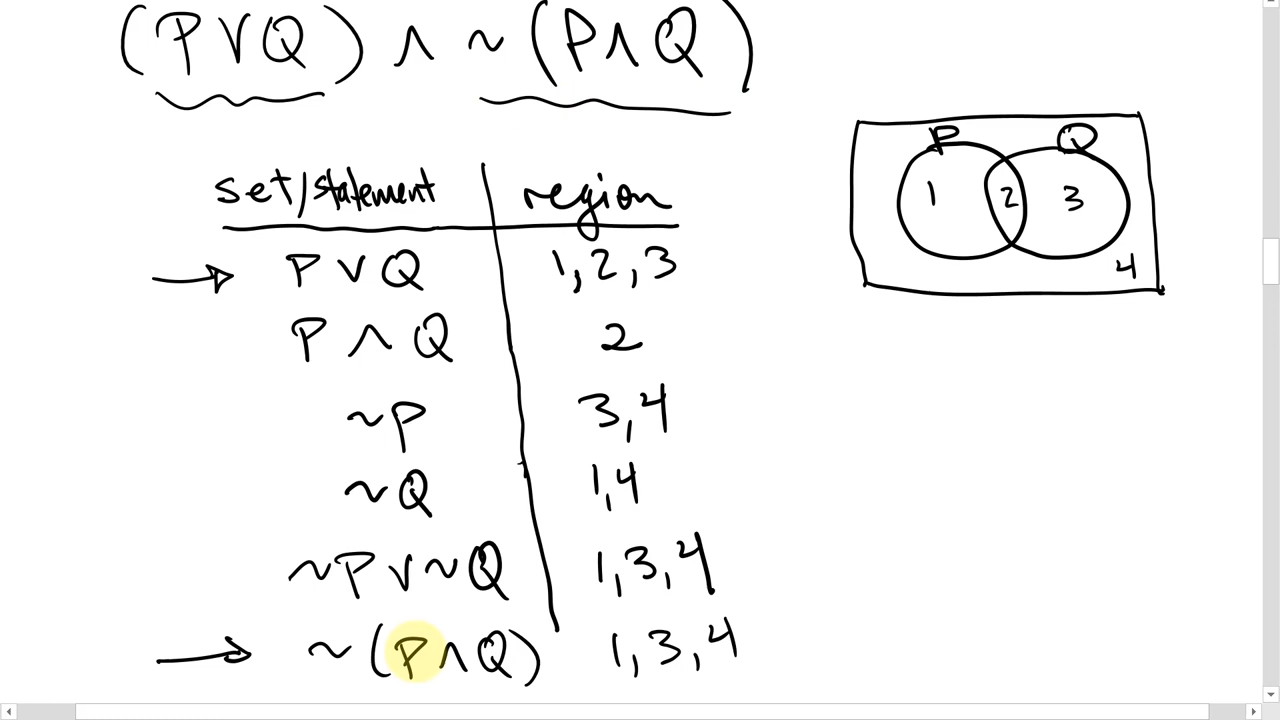 (P∨Q) ∧ ~(P∧Q)
set/statement region
P∨Q 1,2,3
P∧Q 2
~P 3,4
~Q 1,4
~P∨~Q 1,3,4
~(P∧Q) 1,3,4
P Q
1 2 3
4